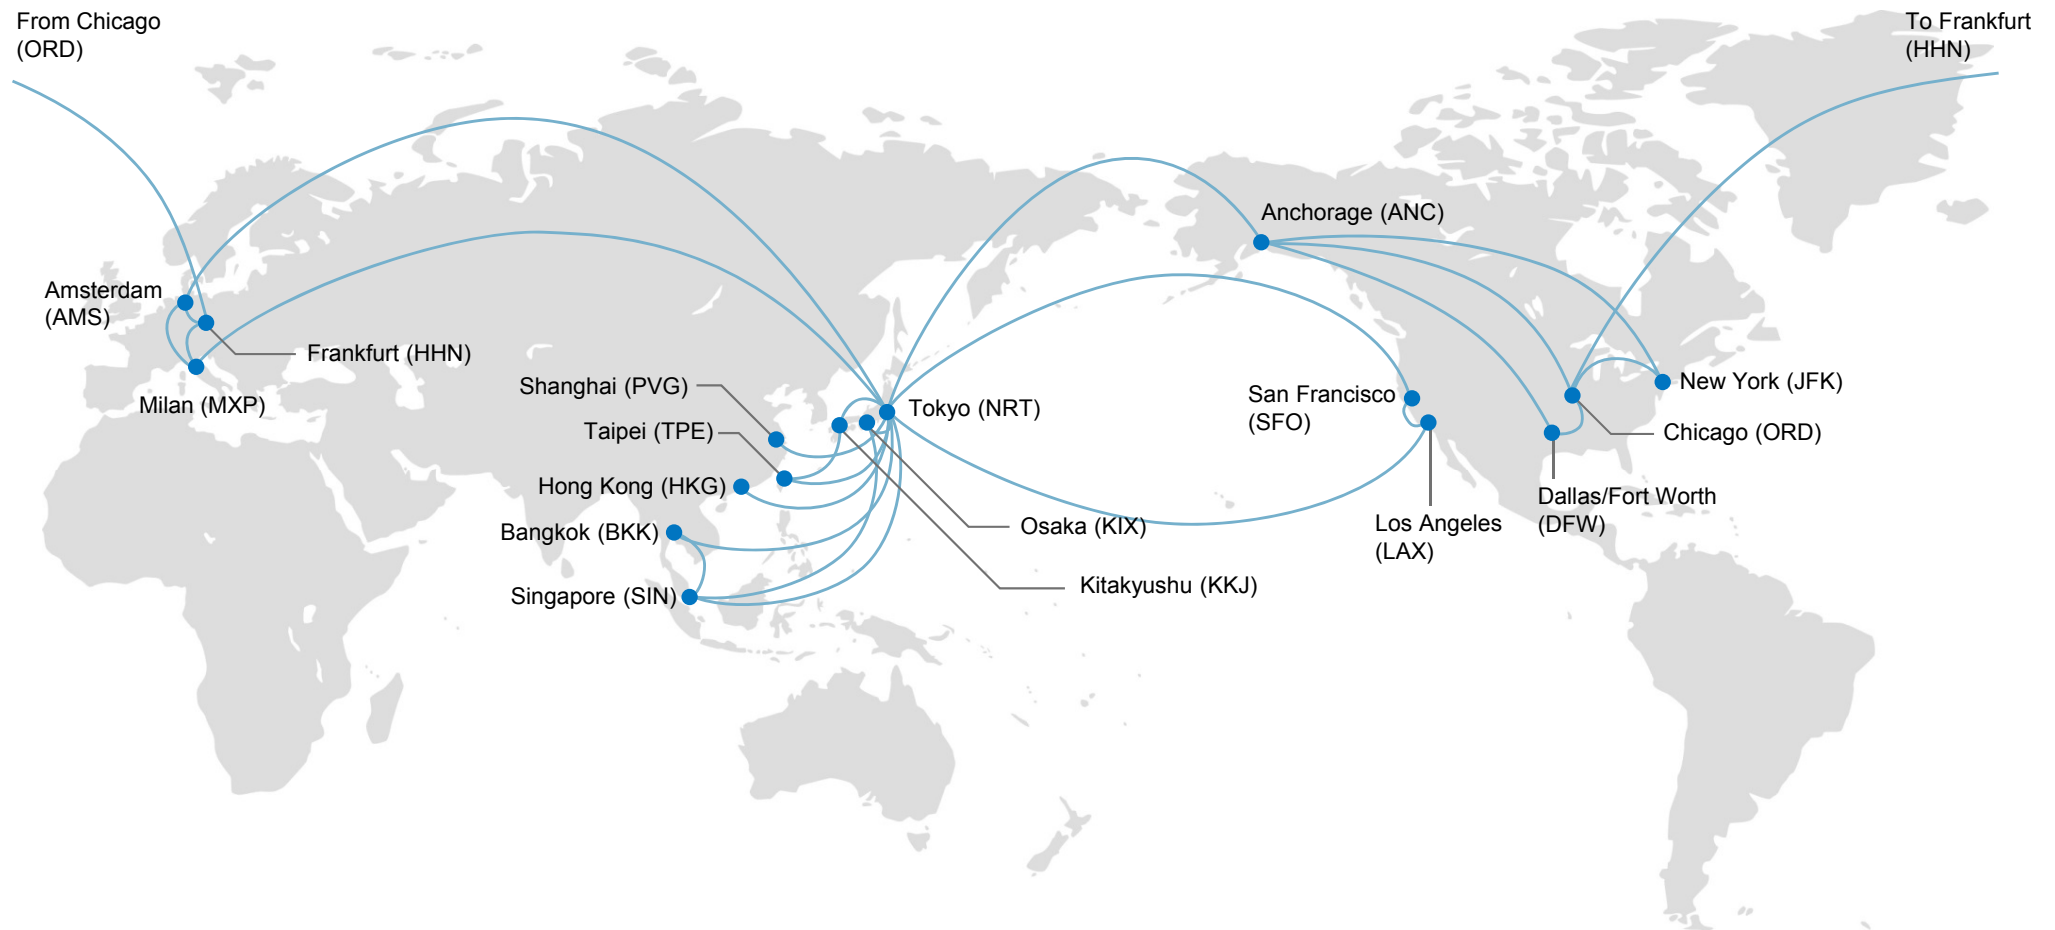 From Chicago
(ORD)
To Frankfurt
(HHN)
Anchorage (ANC)
Amsterdam
(AMS)
Frankfurt (HHN)
Milan (MXP)
Shanghai (PVG)
Tokyo (NRT)
San Francisco
(SFO)
New York (JFK)
Taipei (TPE)
Chicago (ORD)
Hong Kong (HKG)
Dallas/Fort Worth
(DFW)
Bangkok (BKK)
Osaka (KIX)
Los Angeles
(LAX)
Singapore (SIN)
Kitakyushu (KKJ)